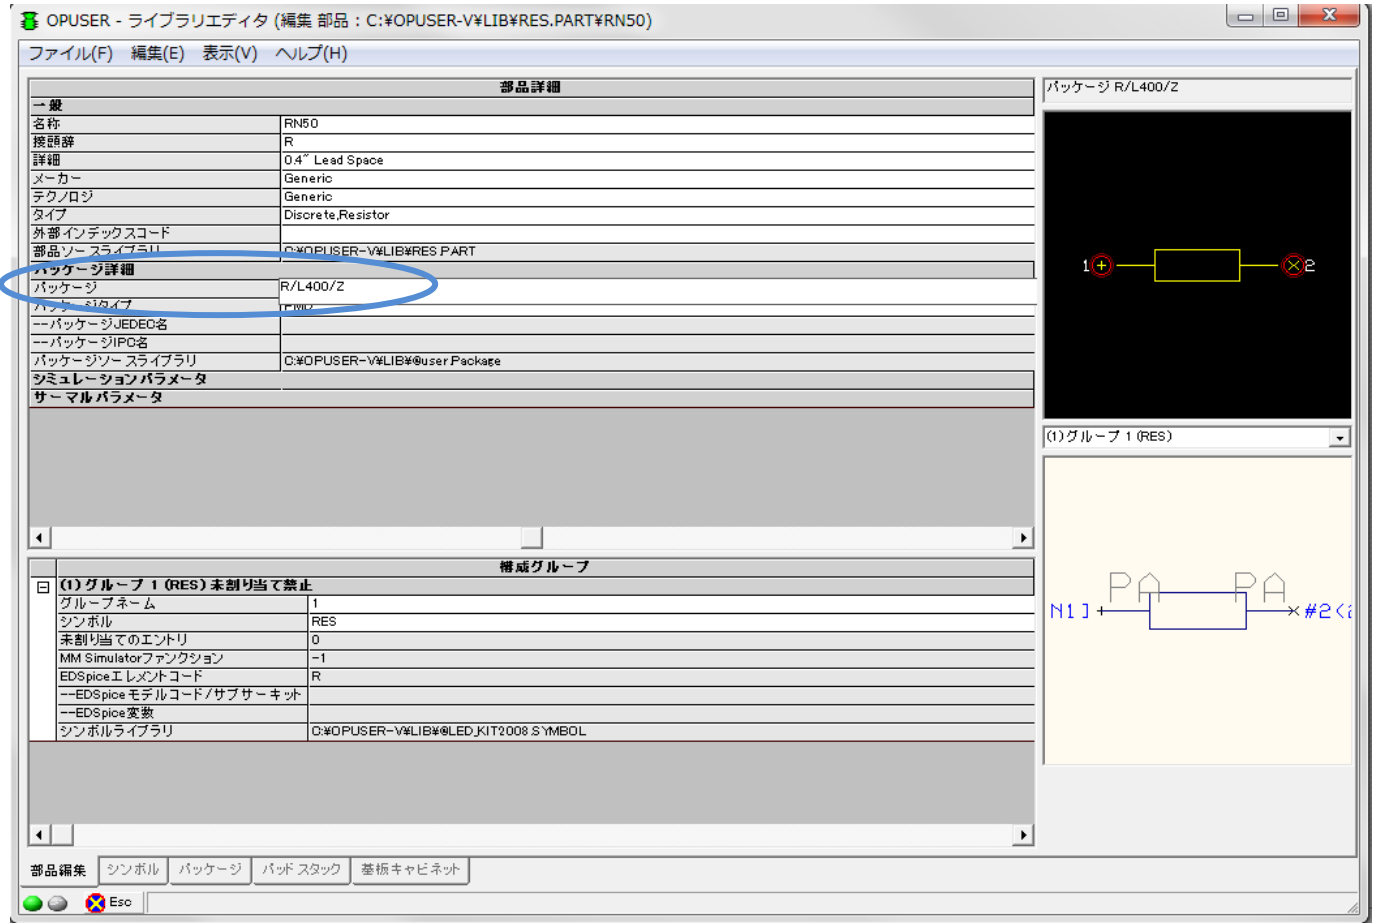 OPUSER - ライブラリエディタ (編集 部品 : C:¥OPUSER-V¥LIB¥RES.PART¥RN50)
ファイル(F) 編集(E) 表示(V) ヘルプ(H)
部品詳細
一般
名称 RN50
接頭辞 R
詳細 0.4" Lead Space
メーカー Generic
テクノロジ Generic
タイプ Discrete,Resistor
外部インデックスコード
部品ソースライブラリ C:¥OPUSER-V¥LIB¥RES.PART
パッケージ詳細
パッケージ R/L400/Z
パッケージタイプ
--パッケージJEDEC名
--パッケージIPC名
パッケージソースライブラリ C:¥OPUSER-V¥LIB¥@user.Package
シミュレーションパラメータ
サーマルパラメータ
パッケージ R/L400/Z
1
2
(1)グループ 1 (RES)
構成グループ
(1) グループ 1 (RES) 未割り当て禁止
グループネーム 1
シンボル RES
未割り当てのエントリ 0
MM Simulatorファンクション -1
EDSpiceエレメントコード R
--EDSpiceモデルコード/サブサーキット
--EDSpice変数
シンボルライブラリ C:¥OPUSER-V¥LIB¥@LED_KIT2008.SYMBOL
PA PA
N1] #2<
部品編集 シンボル パッケージ パッドスタック 基板キャビネット
Esc